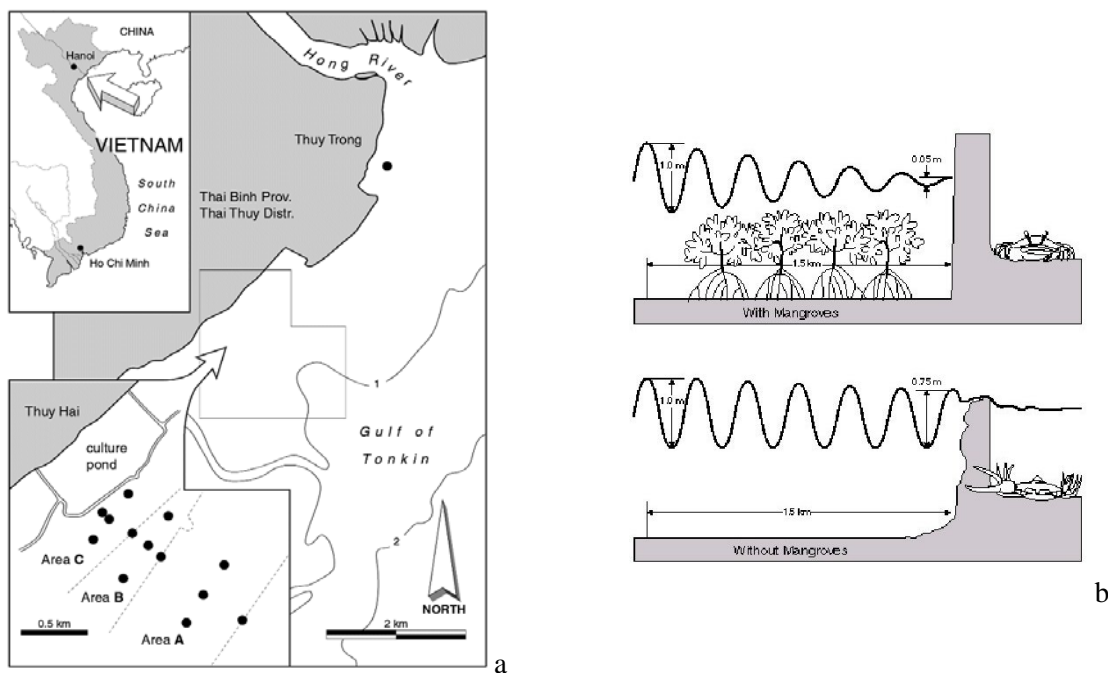 CHINA
Hanoi
VIETNAM
South
China
Sea
Ho Chi Minh
Hong River
Thuy Trong
Thai Binh Prov.
Thai Thuy Distr.
1
Thuy Hai
culture
pond
Gulf of
Tonkin
2
Area C
Area B
Area A
0.5 km
NORTH
2 km
a
1.0 m
0.05 m
1.5 km
With Mangroves
1.0 m
0.75 m
1.5 km
Without Mangroves
b